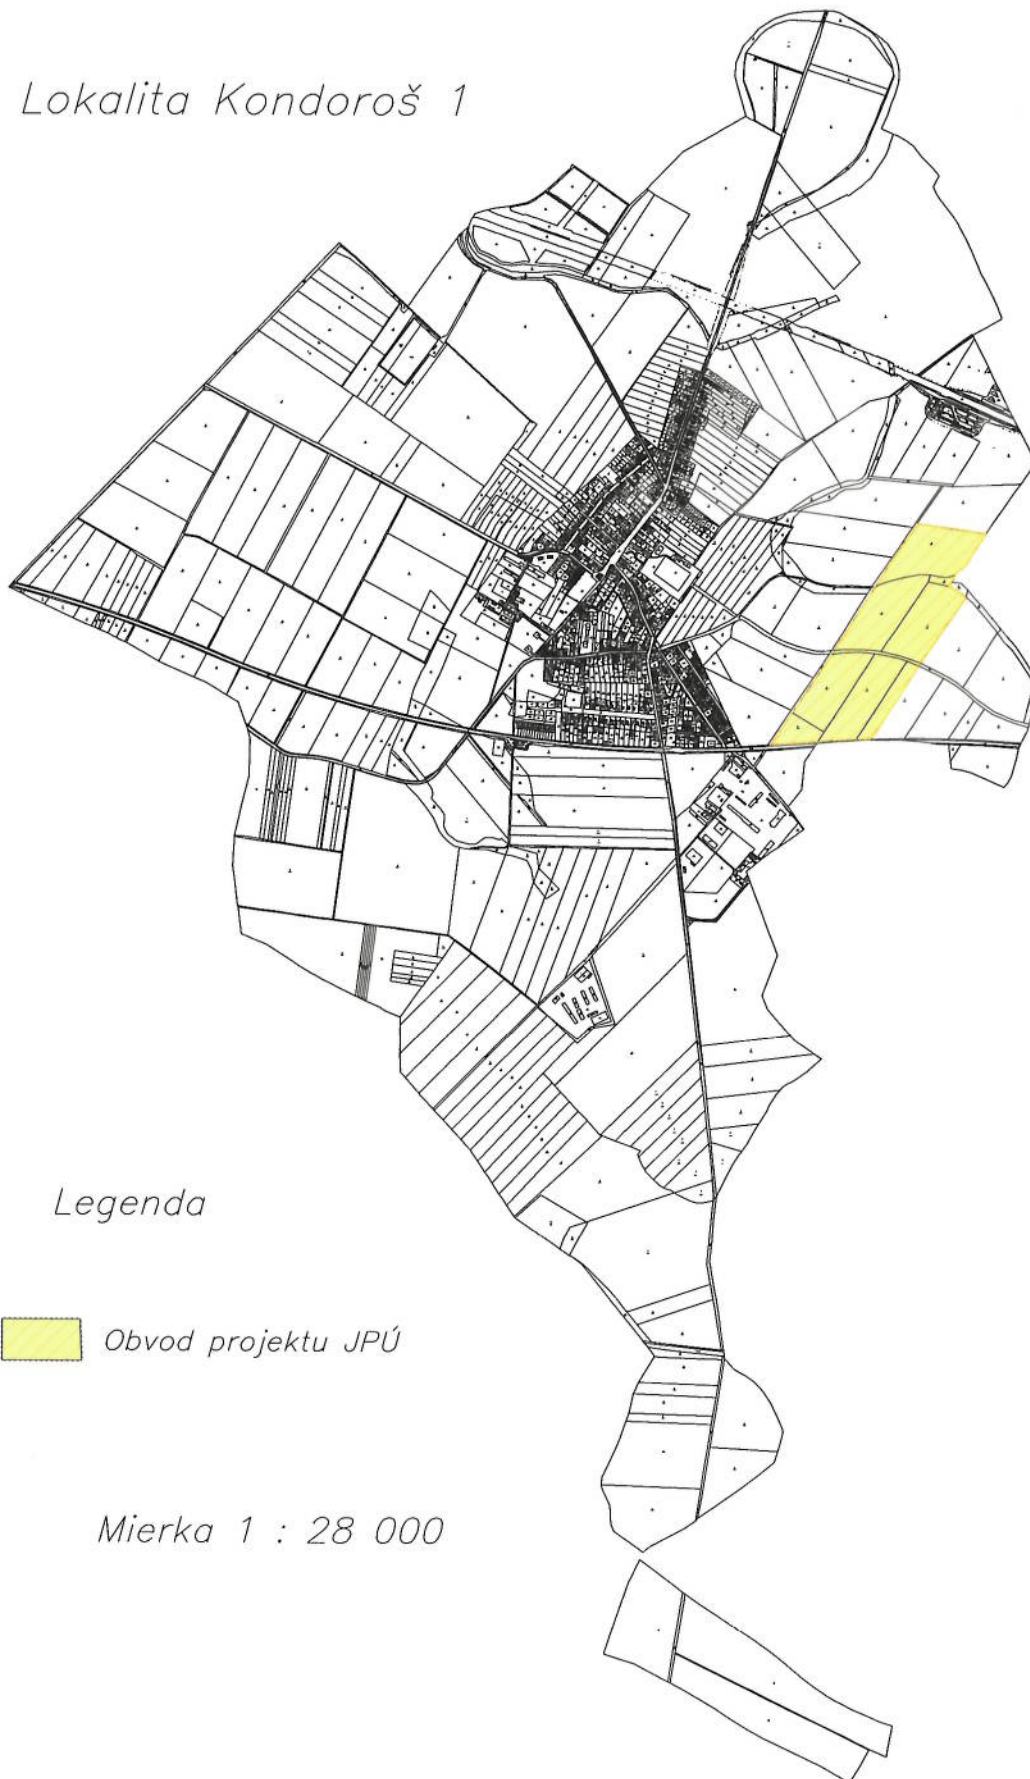 Lokalita Kondoroš 1
Legenda
Obvod projektu JPÚ
Mierka 1 : 28 000